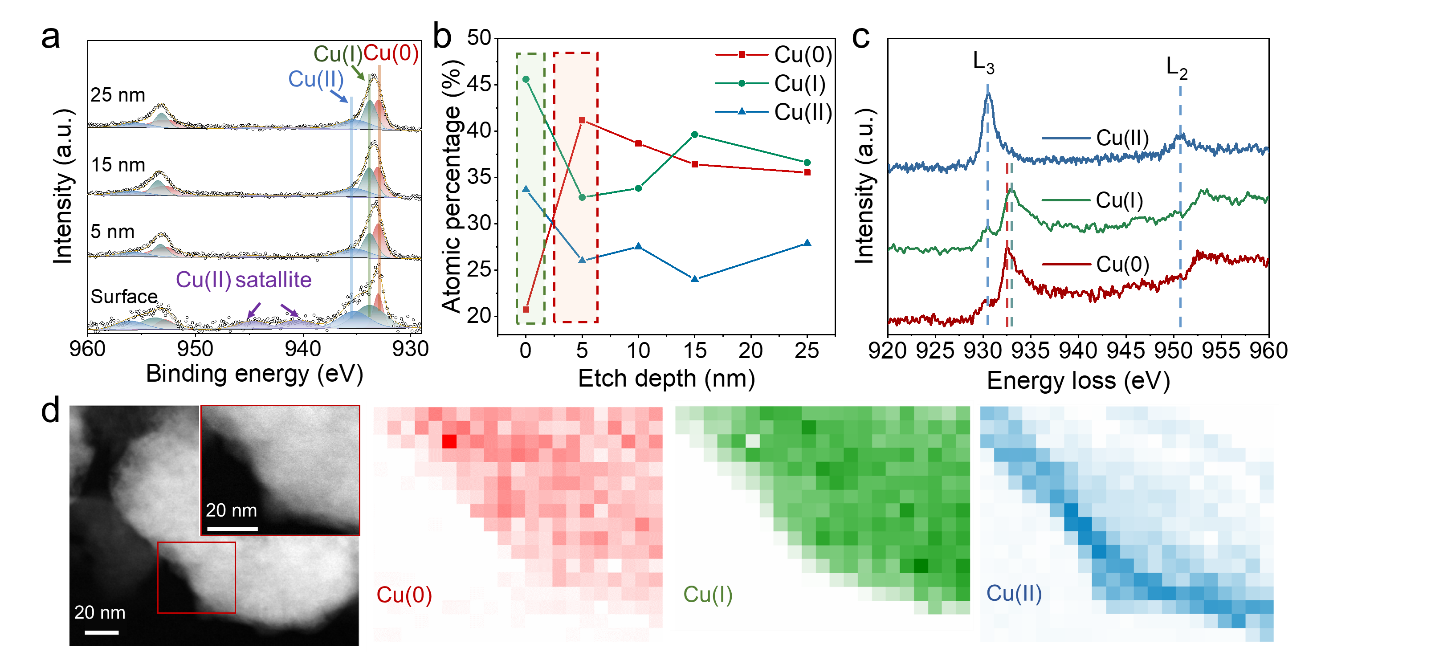 a
Cu(I) Cu(0)
Cu(II)
25 nm
15 nm
5 nm
Cu(II) satallite
Surface
Intensity (a.u.)
960 950 940 930
Binding energy (eV)
b
50
45
40
35
30
25
20
Atomic percentage (%)
Cu(0)
Cu(I)
Cu(II)
0 5 10 15 20 25
Etch depth (nm)
c
L3
L2
Cu(II)
Cu(I)
Cu(0)
Intensity (a.u.)
920 925 930 935 940 945 950 955 960
Energy loss (eV)
d
20 nm
20 nm
Cu(0)
Cu(I)
Cu(II)